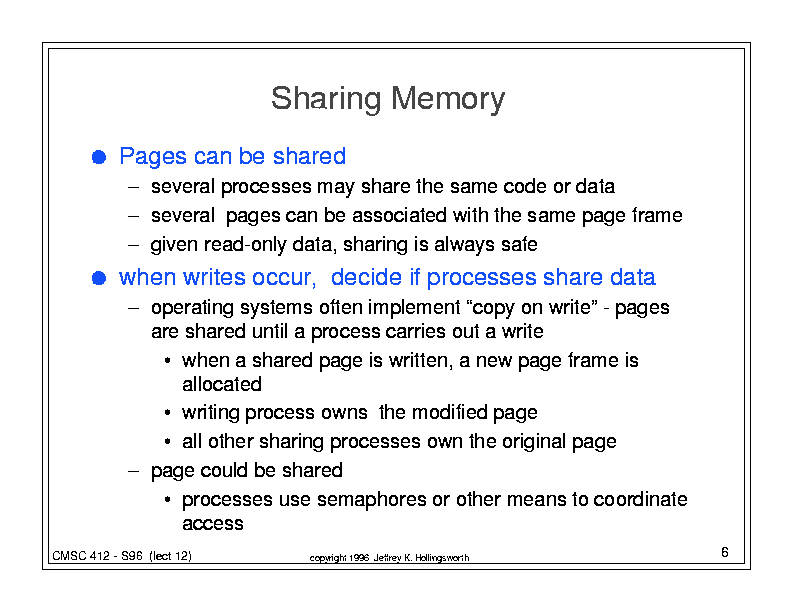 Sharing Memory
● Pages can be shared
– several processes may share the same code or data
– several  pages can be associated with the same page frame
– given read-only data, sharing is always safe
● when writes occur,  decide if processes share data
– operating systems often implement “copy on write” - pages
are shared until a process carries out a write
• when a shared page is written, a new page frame is
allocated
• writing process owns  the modified page
• all other sharing processes own the original page
– page could be shared
• processes use semaphores or other means to coordinate
access
CMSC 412 - S96  (lect 12)
copyright 1996  Jeffrey K. Hollingsworth
6